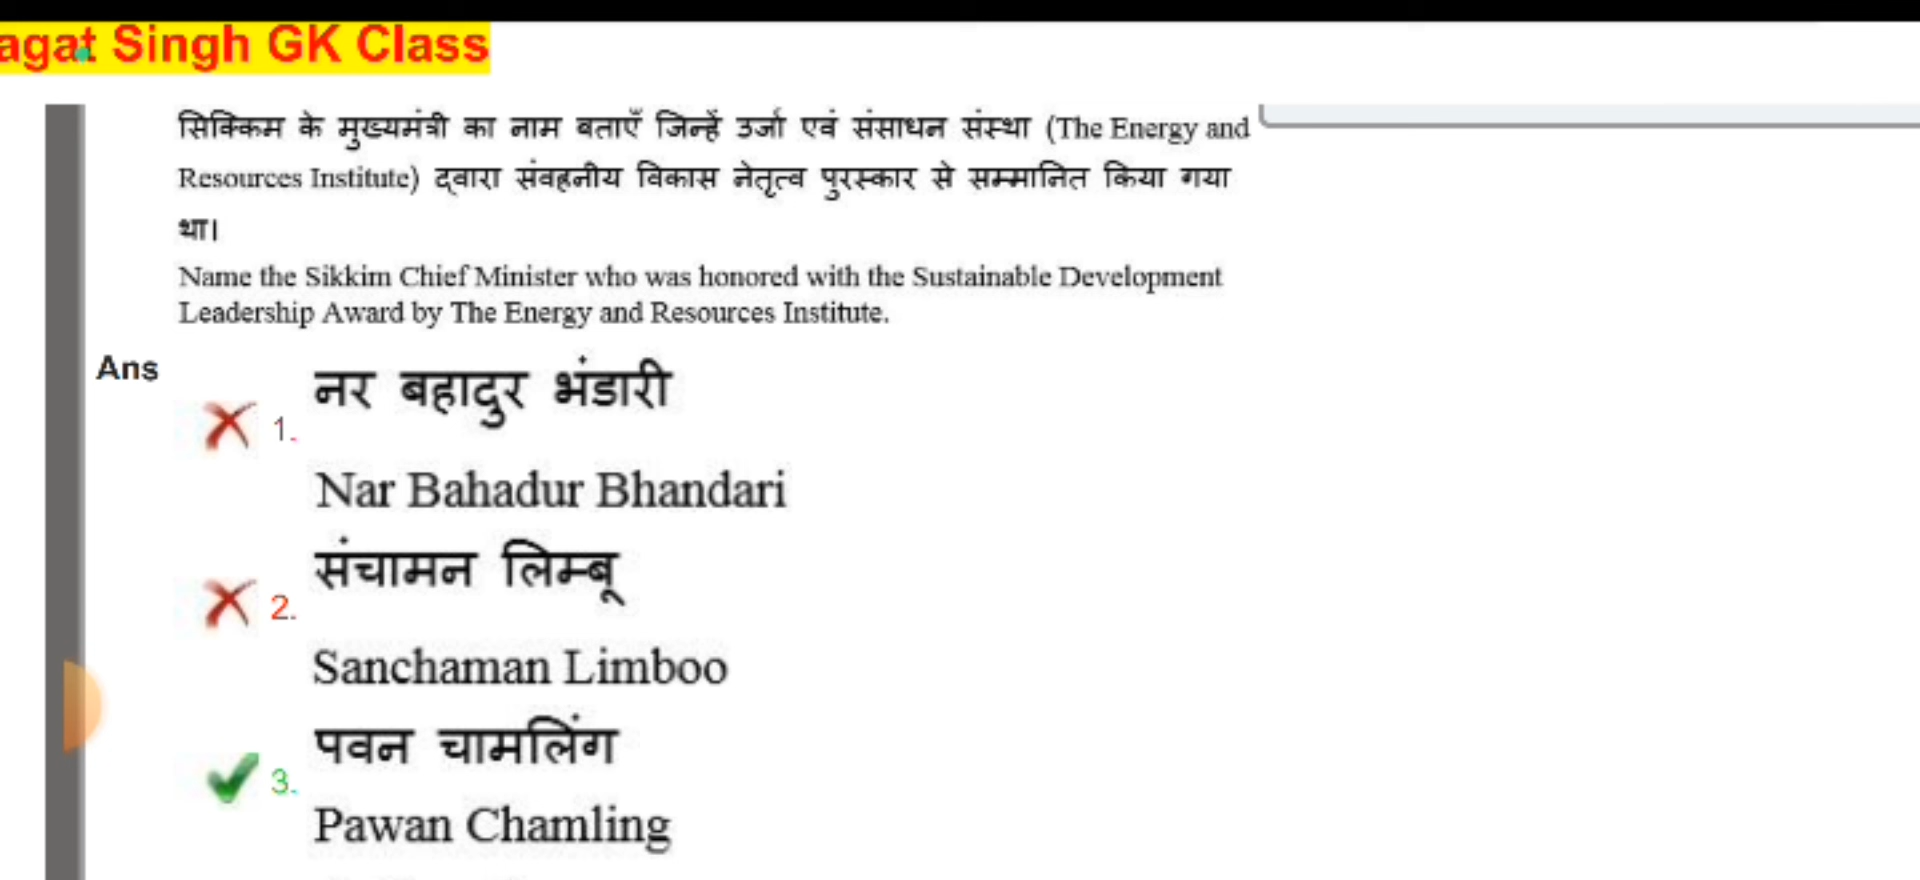 agat Singh GK Class
सिक्किम के मुख्यमंत्री का नाम बताएँ जिन्हें उर्जा एवं संसाधन संस्था (The Energy and
Resources Institute) द्वारा संवहनीय विकास नेतृत्व पुरस्कार से सम्मानित किया गया
था।
Name the Sikkim Chief Minister who was honored with the Sustainable Development
Leadership Award by The Energy and Resources Institute.
Ans
नर बहादुर भंडारी
1.
Nar Bahadur Bhandari
संचामन लिम्बू
2.
Sanchaman Limboo
पवन चामलिंग
3.
Pawan Chamling